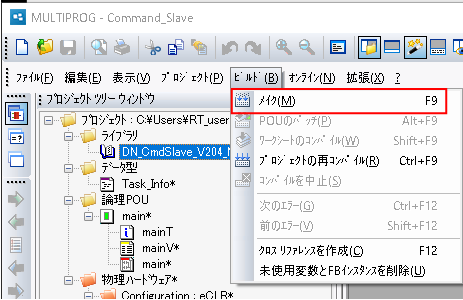 MULTIPROG - Command_Slave
ﾌｧｲﾙ(F) 編集(E) 表示(V) ﾌﾟﾛｼﾞｪｸﾄ(P) ﾋﾞﾙﾄﾞ(B) ｵﾝﾗｲﾝ(L) 拡張(X) ?
ﾌﾟﾛｼﾞｪｸﾄ ﾂﾘｰ ｳｨﾝﾄﾞｳ
ﾌﾟﾛｼﾞｪｸﾄ : C:¥Users¥RT_user
ﾗｲﾌﾞﾗﾘ
DN_CmdSlave_V204_
ﾃﾞｰﾀ型
Task_Info*
論理POU
main*
mainT
mainV*
main*
物理ﾊｰﾄﾞｳｪｱ*
Configuration : eCLR*
ﾒｲｸ(M) F9
POUのﾊﾟｯﾁ(P) Alt+F9
ﾜｰｸｼｰﾄのｺﾝﾊﾟｲﾙ(W) Shift+F9
ﾌﾟﾛｼﾞｪｸﾄの再ｺﾝﾊﾟｲﾙ(R) Ctrl+F9
ｺﾝﾊﾟｲﾙを中止(S)
次のｴﾗｰ(G) Ctrl+F12
前のｴﾗｰ(V) Shift+F12
ｸﾛｽ ﾘﾌｧﾚﾝｽを作成(C) F12
未使用変数とFBｲﾝｽﾀﾝｽを削除(U)